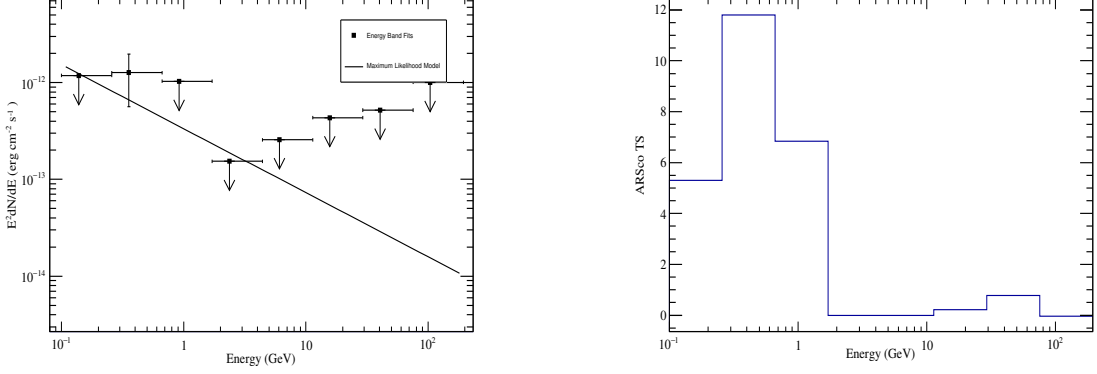 E²dN/dE (erg cm⁻² s⁻¹ )
10⁻¹²
10⁻¹³
10⁻¹⁴
Energy Band Fits
Maximum Likelihood Model
10⁻¹ 1 10 10²
Energy (GeV)
ARSco TS
12
10
8
6
4
2
0
10⁻¹ 1 10 10²
Energy (GeV)